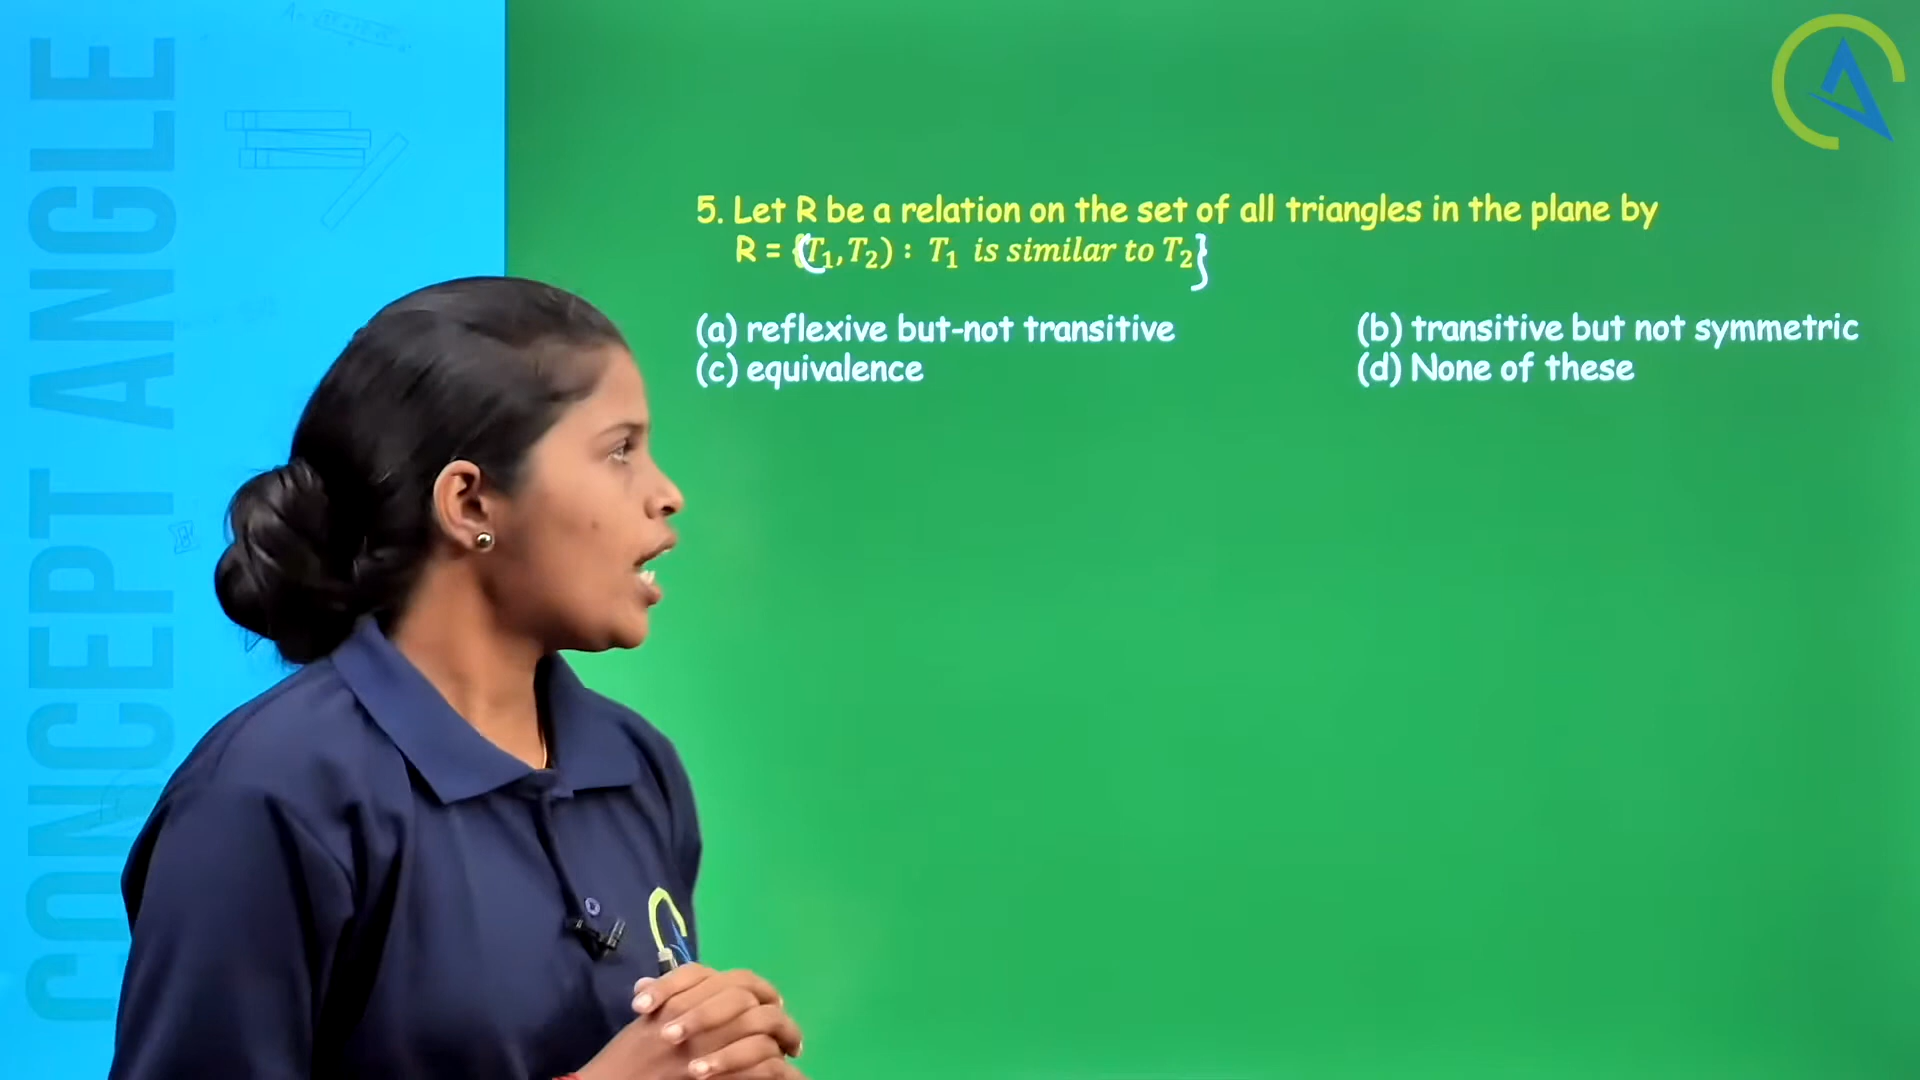 CONCEPT ANGLE
5. Let R be a relation on the set of all triangles in the plane by
R = {(T₁, T₂) : T₁ is similar to T₂}
(a) reflexive but-not transitive
(b) transitive but not symmetric
(c) equivalence
(d) None of these